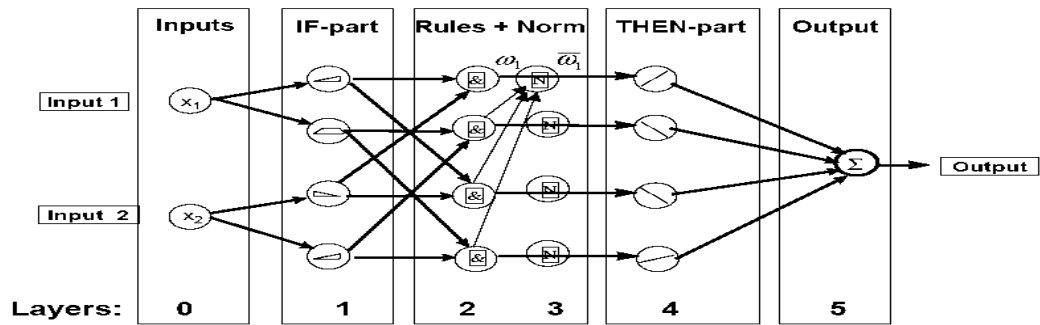 Inputs IF-part Rules + Norm THEN-part Output
ω₁ ω̅₁
& N
Input 1 x₁
& N
Σ Output
& N
Input 2 x₂
& N
Layers: 0 1 2 3 4 5